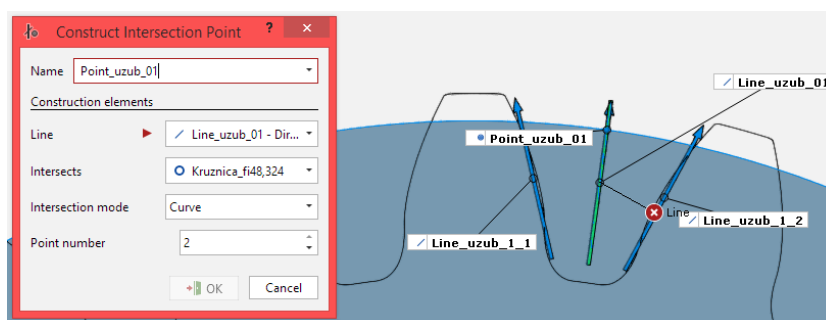 Construct Intersection Point ? ×
Name Point_uzub_01
Construction elements
Line Line_uzub_01 - Dir...
Intersects Kruznica_fi48,324
Intersection mode Curve
Point number 2
OK Cancel
Line_uzub_01
Point_uzub_01
Line
Line_uzub_1_2
Line_uzub_1_1